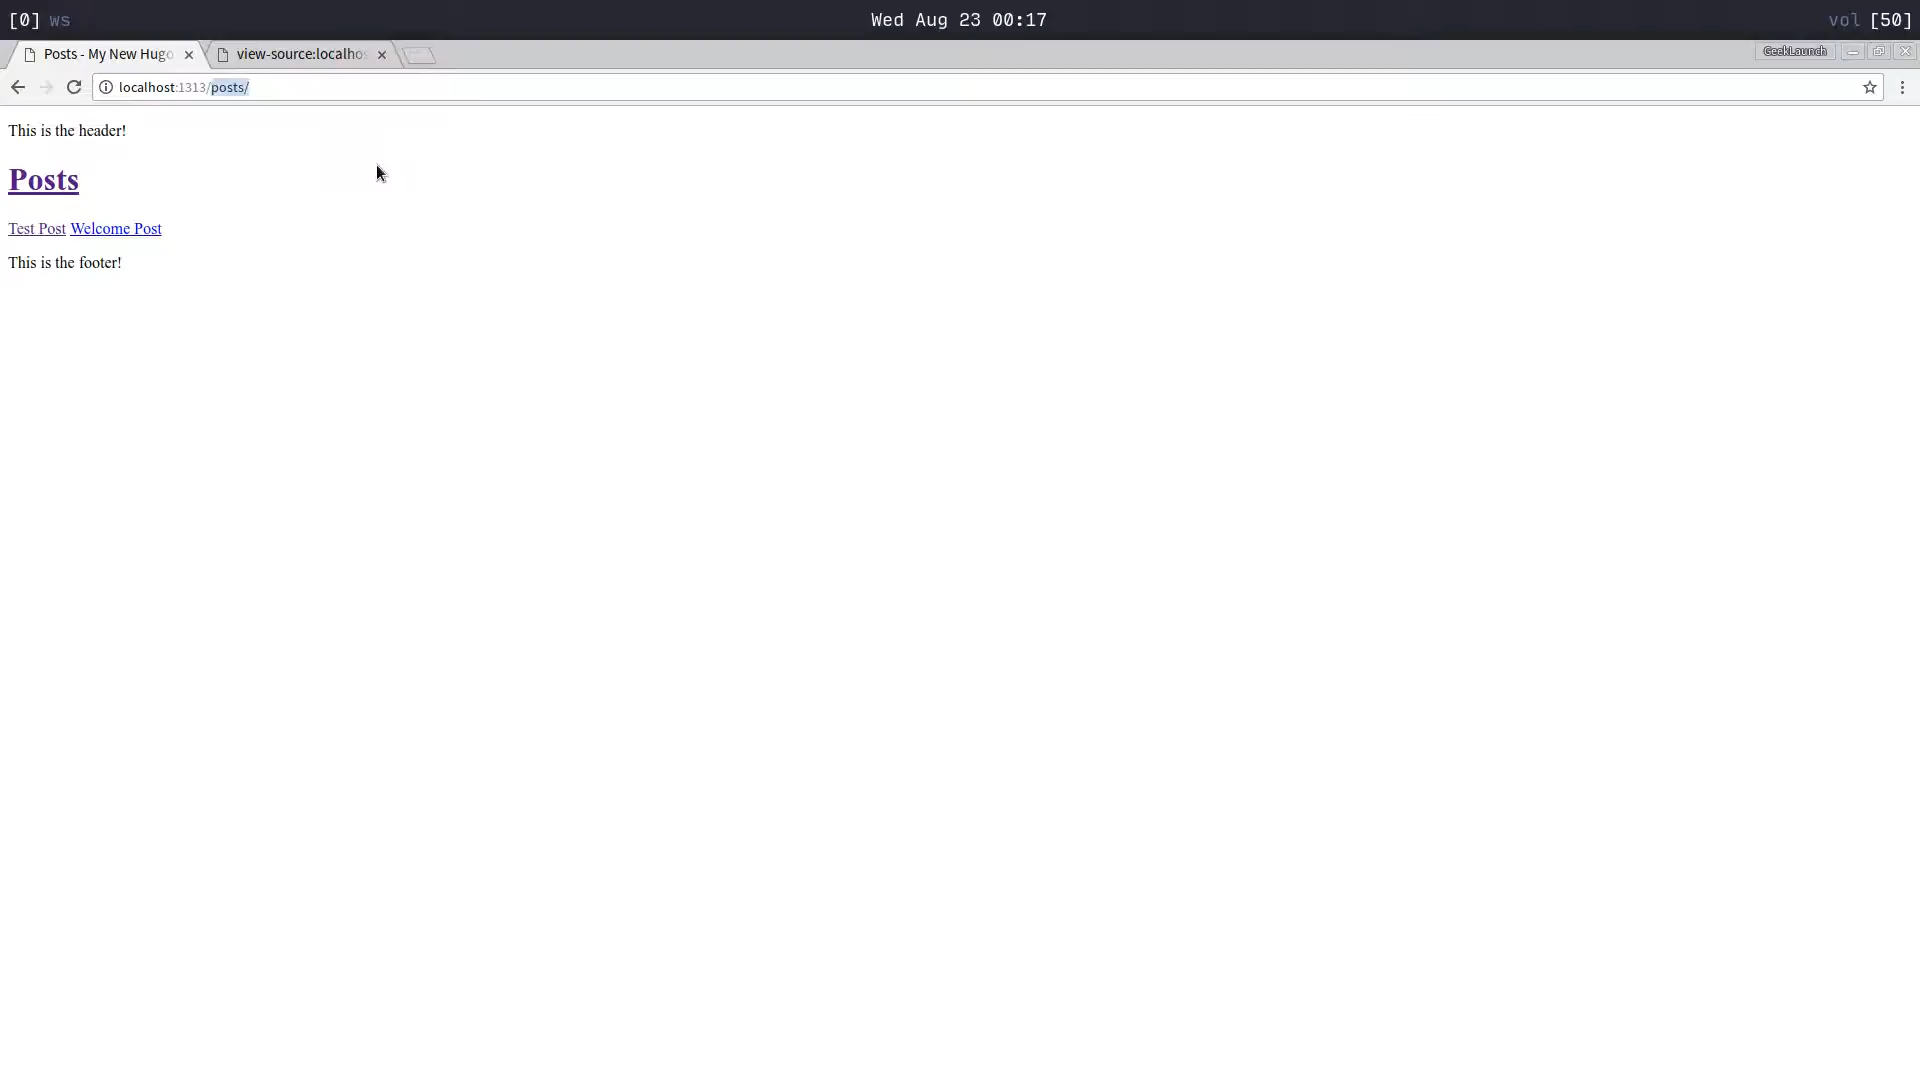 [0] ws Wed Aug 23 00:17 vol [50]
Posts - My New Hugo view-source:localhos GeekLaunch
localhost:1313/posts/
This is the header!
Posts
Test Post Welcome Post
This is the footer!